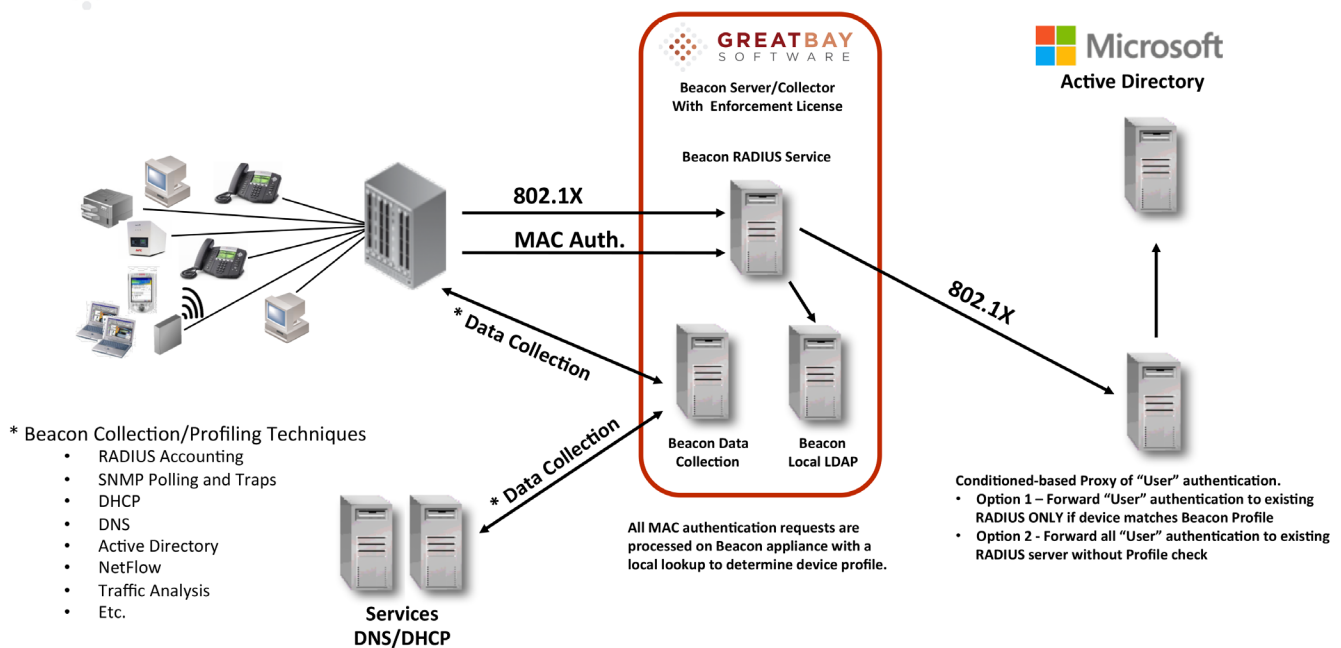 GREATBAY
SOFTWARE
Beacon Server/Collector
With Enforcement License
Beacon RADIUS Service
Microsoft
Active Directory
802.1X
MAC Auth.
802.1X
* Data Collection
* Data Collection
Beacon Data
Collection
Beacon
Local LDAP
* Beacon Collection/Profiling Techniques
• RADIUS Accounting
• SNMP Polling and Traps
• DHCP
• DNS
• Active Directory
• NetFlow
• Traffic Analysis
• Etc.
Services
DNS/DHCP
All MAC authentication requests are
processed on Beacon appliance with a
local lookup to determine device profile.
Conditioned-based Proxy of “User” authentication.
• Option 1 – Forward “User” authentication to existing
RADIUS ONLY if device matches Beacon Profile
• Option 2 - Forward all “User” authentication to existing
RADIUS server without Profile check